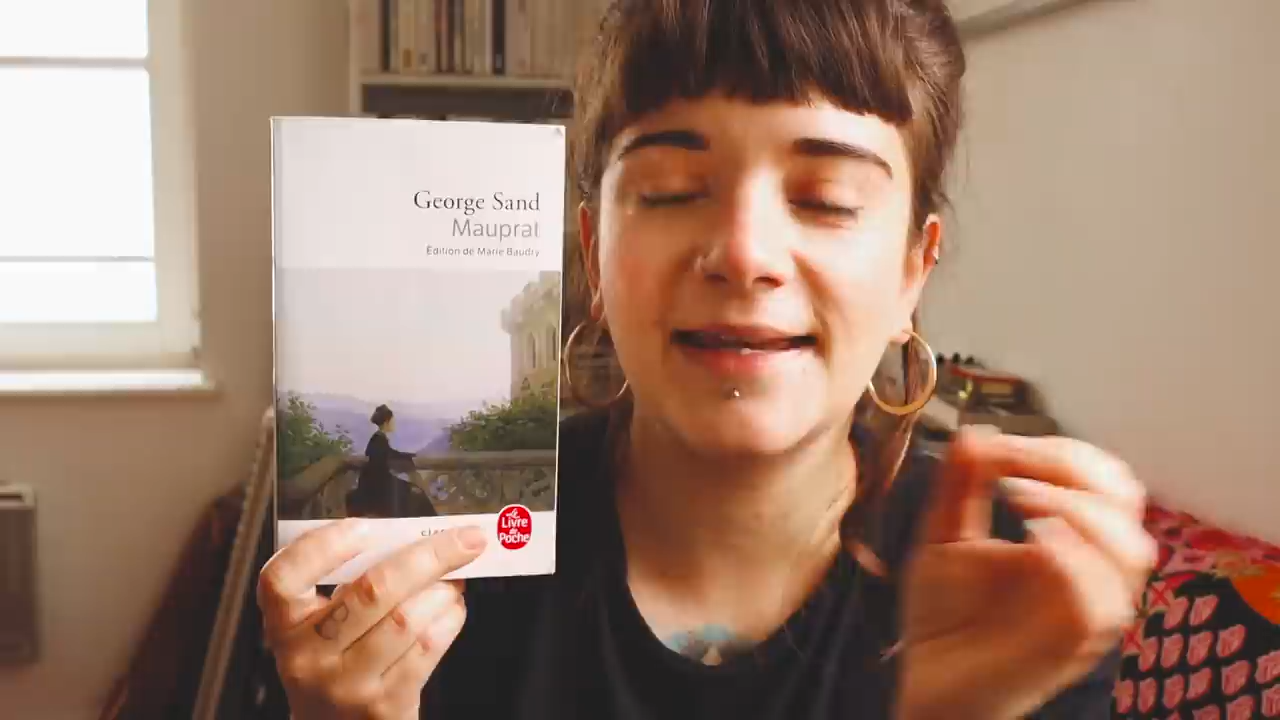 George Sand
Mauprat
Édition de Marie Baudry
Le
Livre
de
Poche